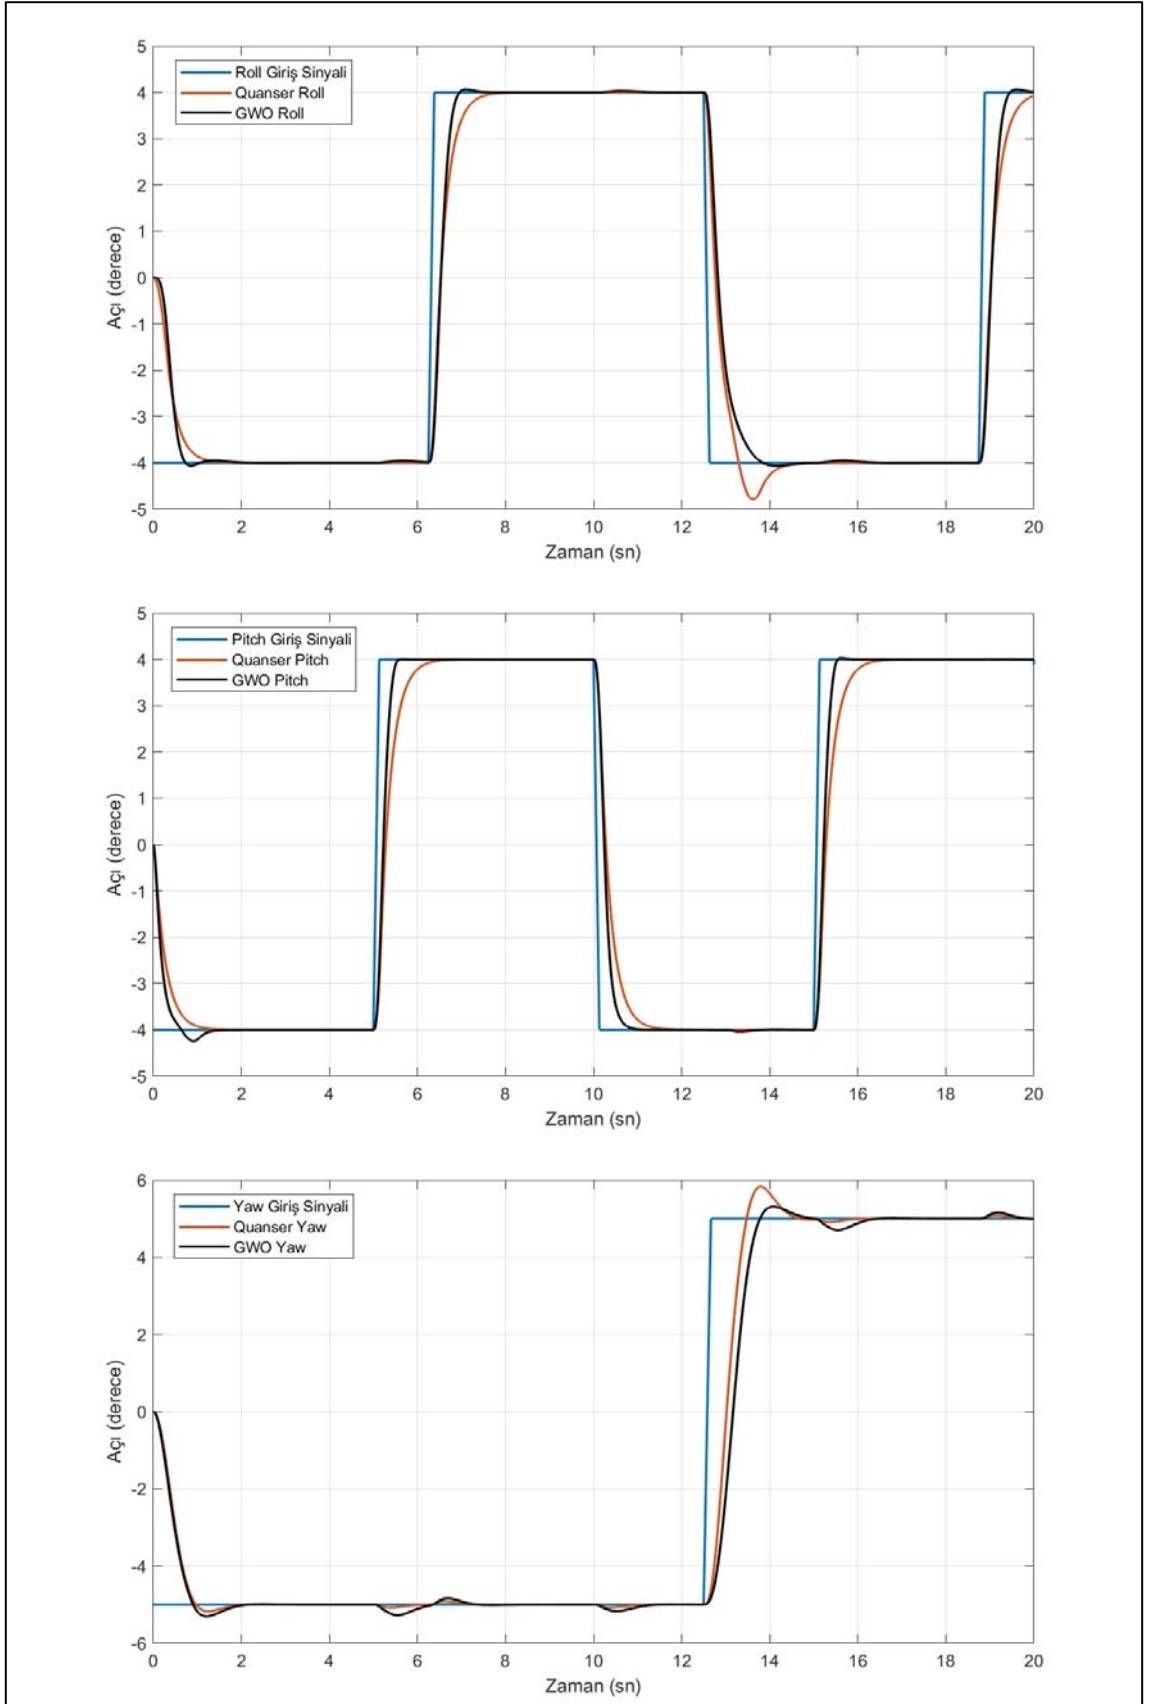 5
4
3
2
1
0
-1
-2
-3
-4
-5
Açı (derece)
Roll Giriş Sinyali
Quanser Roll
GWO Roll
0 2 4 6 8 10 12 14 16 18 20
Zaman (sn)
5
4
3
2
1
0
-1
-2
-3
-4
-5
Açı (derece)
Pitch Giriş Sinyali
Quanser Pitch
GWO Pitch
0 2 4 6 8 10 12 14 16 18 20
Zaman (sn)
6
4
2
0
-2
-4
-6
Açı (derece)
Yaw Giriş Sinyali
Quanser Yaw
GWO Yaw
0 2 4 6 8 10 12 14 16 18 20
Zaman (sn)